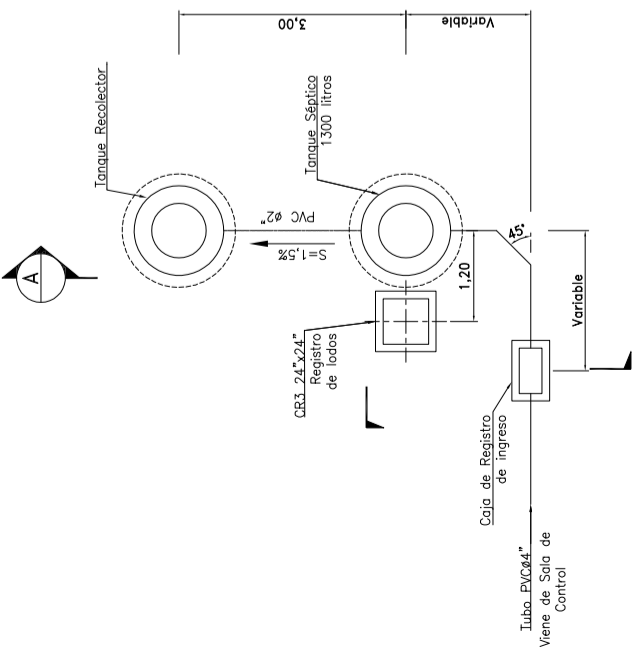 A
Tanque Recolector
3,00
Tanque Séptico
1300 litros
Variable
PVC ø2"
S=1,5%
CR3 24"x24"
Registro
de lodos
1,20
45°
Variable
Caja de Registro
de ingreso
Tubo PVCø4"
Viene de Sala de
Control